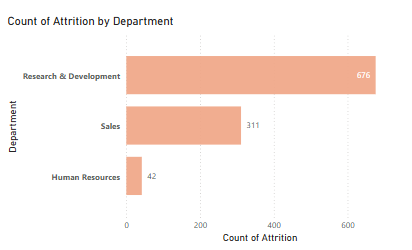 Count of Attrition by Department
Department
Research & Development
676
Sales
311
Human Resources
42
0 200 400 600
Count of Attrition